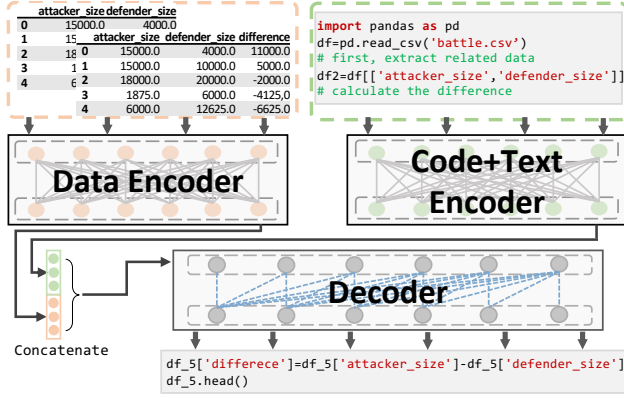 attacker_size defender_size
0 15000.0 4000.0
1
2
3
4
attacker_size defender_size difference
0 15000.0 4000.0 11000.0
1 15000.0 10000.0 5000.0
2 18000.0 20000.0 -2000.0
3 1875.0 6000.0 -4125,0
4 6000.0 12625.0 -6625.0
import pandas as pd
df=pd.read_csv('battle.csv’)
# first, extract related data
df2=df[['attacker_size','defender_size']]
# calculate the difference
Data Encoder
Code+Text
Encoder
Concatenate
Decoder
df_5['differece']=df_5['attacker_size']-df_5['defender_size']
df_5.head()